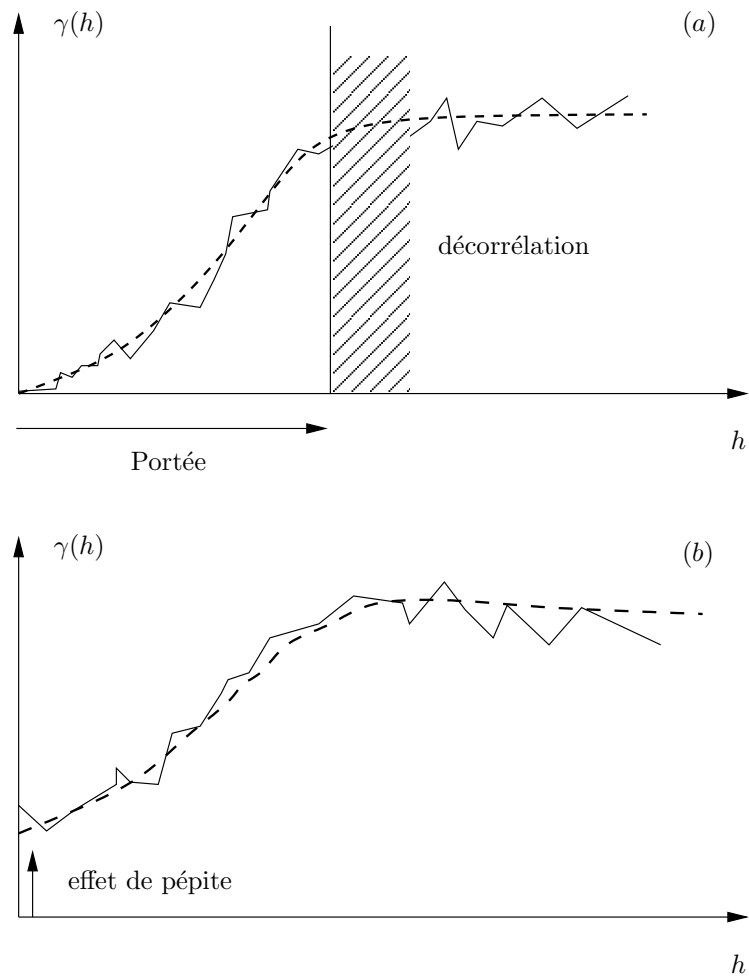 γ(h)
(a)
décorrélation
h
Portée
γ(h)
(b)
effet de pépite
h